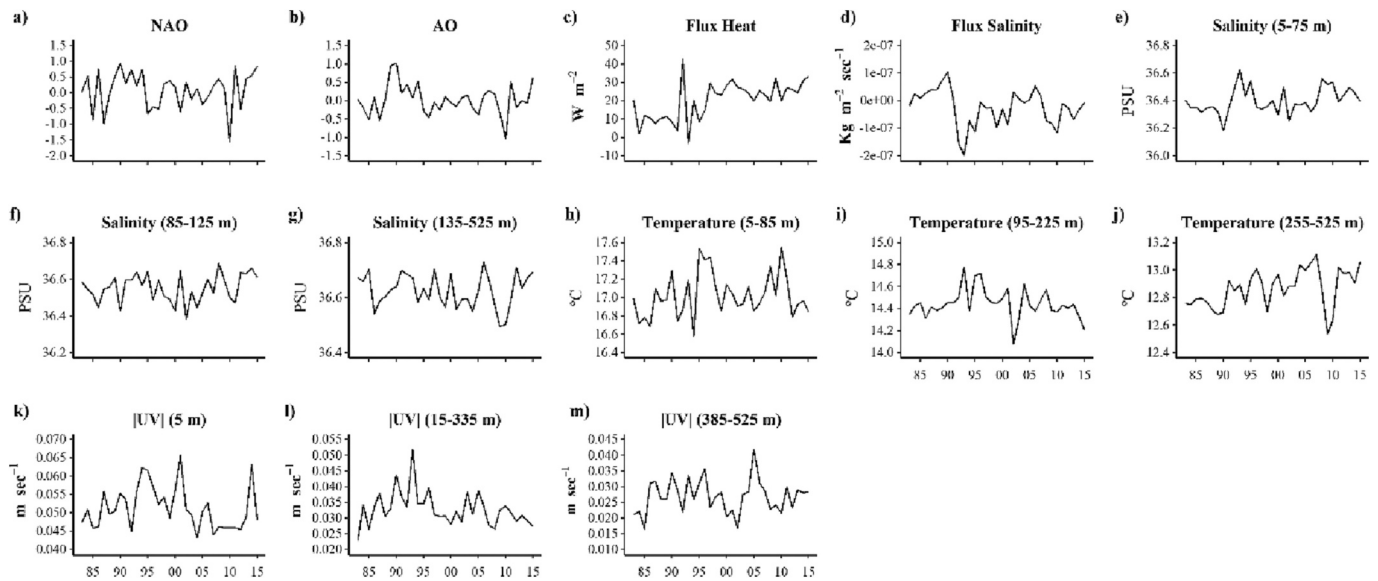 a) NAO
1.5
1.0
0.5
0.0
-0.5
-1.0
-1.5
-2.0
b) AO
1.5
1.0
0.5
0.0
-0.5
-1.0
-1.5
c) Flux Heat
W m⁻²
50
40
30
20
10
0
-10
d) Flux Salinity
Kg m⁻² sec⁻¹
2e-07
1e-07
0e+00
-1e-07
-2e-07
e) Salinity (5-75 m)
PSU
36.8
36.6
36.4
36.2
36.0
f) Salinity (85-125 m)
PSU
36.8
36.6
36.4
36.2
g) Salinity (135-525 m)
PSU
36.8
36.6
36.4
h) Temperature (5-85 m)
°C
17.6
17.4
17.2
17.0
16.8
16.6
16.4
i) Temperature (95-225 m)
°C
15.0
14.8
14.6
14.4
14.2
14.0
85 90 95 00 05 10 15
j) Temperature (255-525 m)
°C
13.2
13.0
12.8
12.6
12.4
85 90 95 00 05 10 15
k) |UV| (5 m)
m sec⁻¹
0.070
0.065
0.060
0.055
0.050
0.045
0.040
85 90 95 00 05 10 15
l) |UV| (15-335 m)
m sec⁻¹
0.055
0.050
0.045
0.040
0.035
0.030
0.025
0.020
85 90 95 00 05 10 15
m) |UV| (385-525 m)
m sec⁻¹
0.045
0.040
0.035
0.030
0.025
0.020
0.015
0.010
85 90 95 00 05 10 15